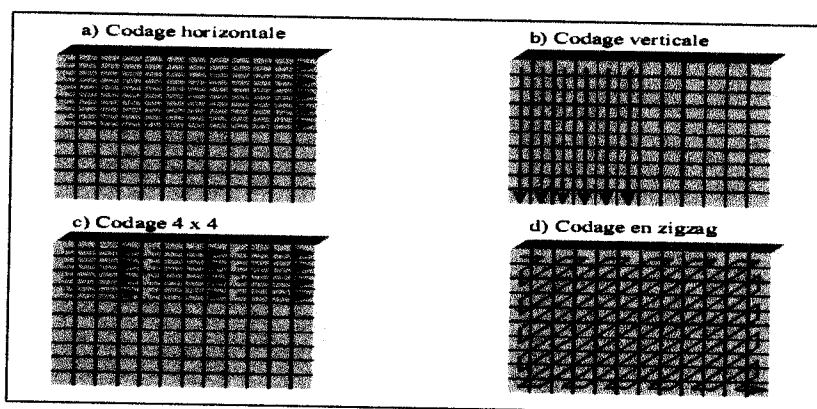 a) Codage horizontale
b) Codage verticale
c) Codage 4 x 4
d) Codage en zigzag